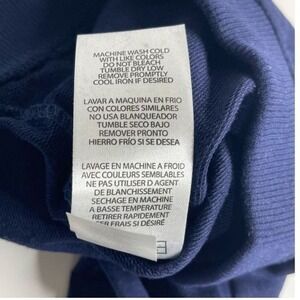 MACHINE WASH COLD
WITH LIKE COLORS
DO NOT BLEACH
TUMBLE DRY LOW
REMOVE PROMPTLY
COOL IRON IF DESIRED
LAVAR A MAQUINA EN FRIO
CON COLORES SIMILARES
NO USA BLANQUEADOR
TUMBLE SECO BAJO
REMOVER PRONTO
HIERRO FRÍO SI SE DESEA
LAVAGE EN MACHINE A FROID
AVEC COULEURS SEMBLABLES
NE PAS UTILISER D AGENT
DE BLANCHISSEMENT
SECHAGE EN MACHINE
A BASSE TEMPERATURE
RETIRER RAPIDEMENT
FRAIS SI DÉSIRÉ